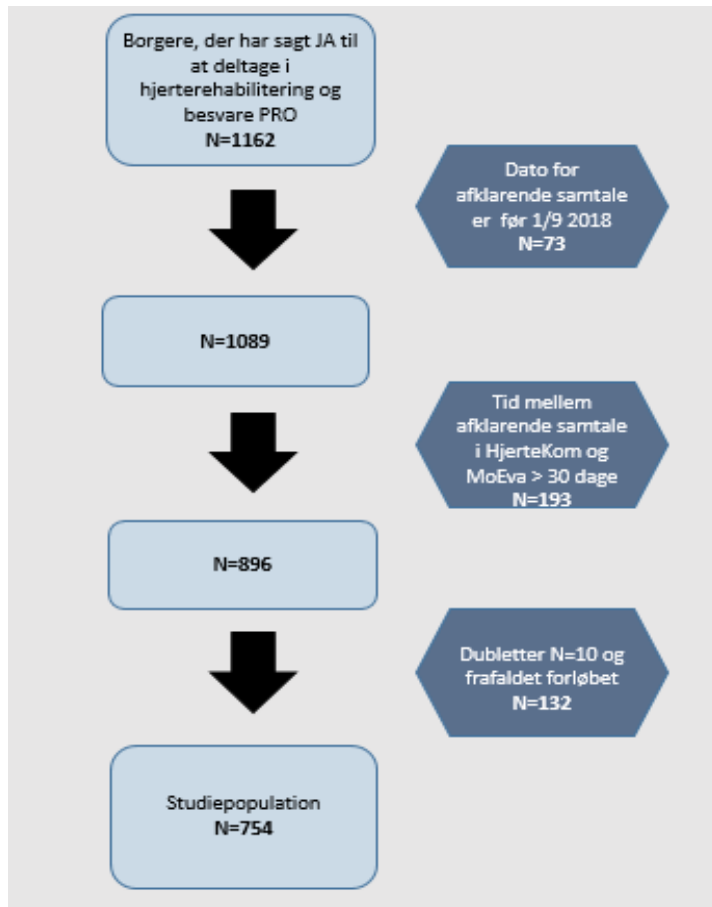 Borgere, der har sagt JA til
at deltage i
hjerterehabilitering og
besvare PRO
N=1162
Dato for
afklarende samtale
er før 1/9 2018
N=73
N=1089
Tid mellem
afklarende samtale
i HjerteKom og
MoEva > 30 dage
N=193
N=896
Dubletter N=10 og
frafaldet forløbet
N=132
Studiepopulation
N=754